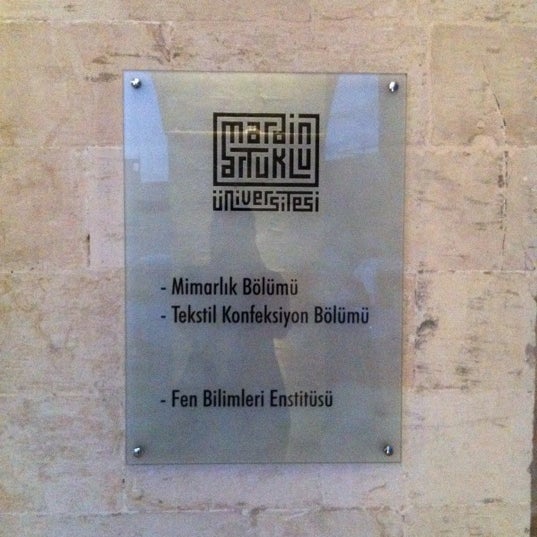 mardin
artuklu
üniversitesi
- Mimarlık Bölümü
- Tekstil Konfeksiyon Bölümü
- Fen Bilimleri Enstitüsü